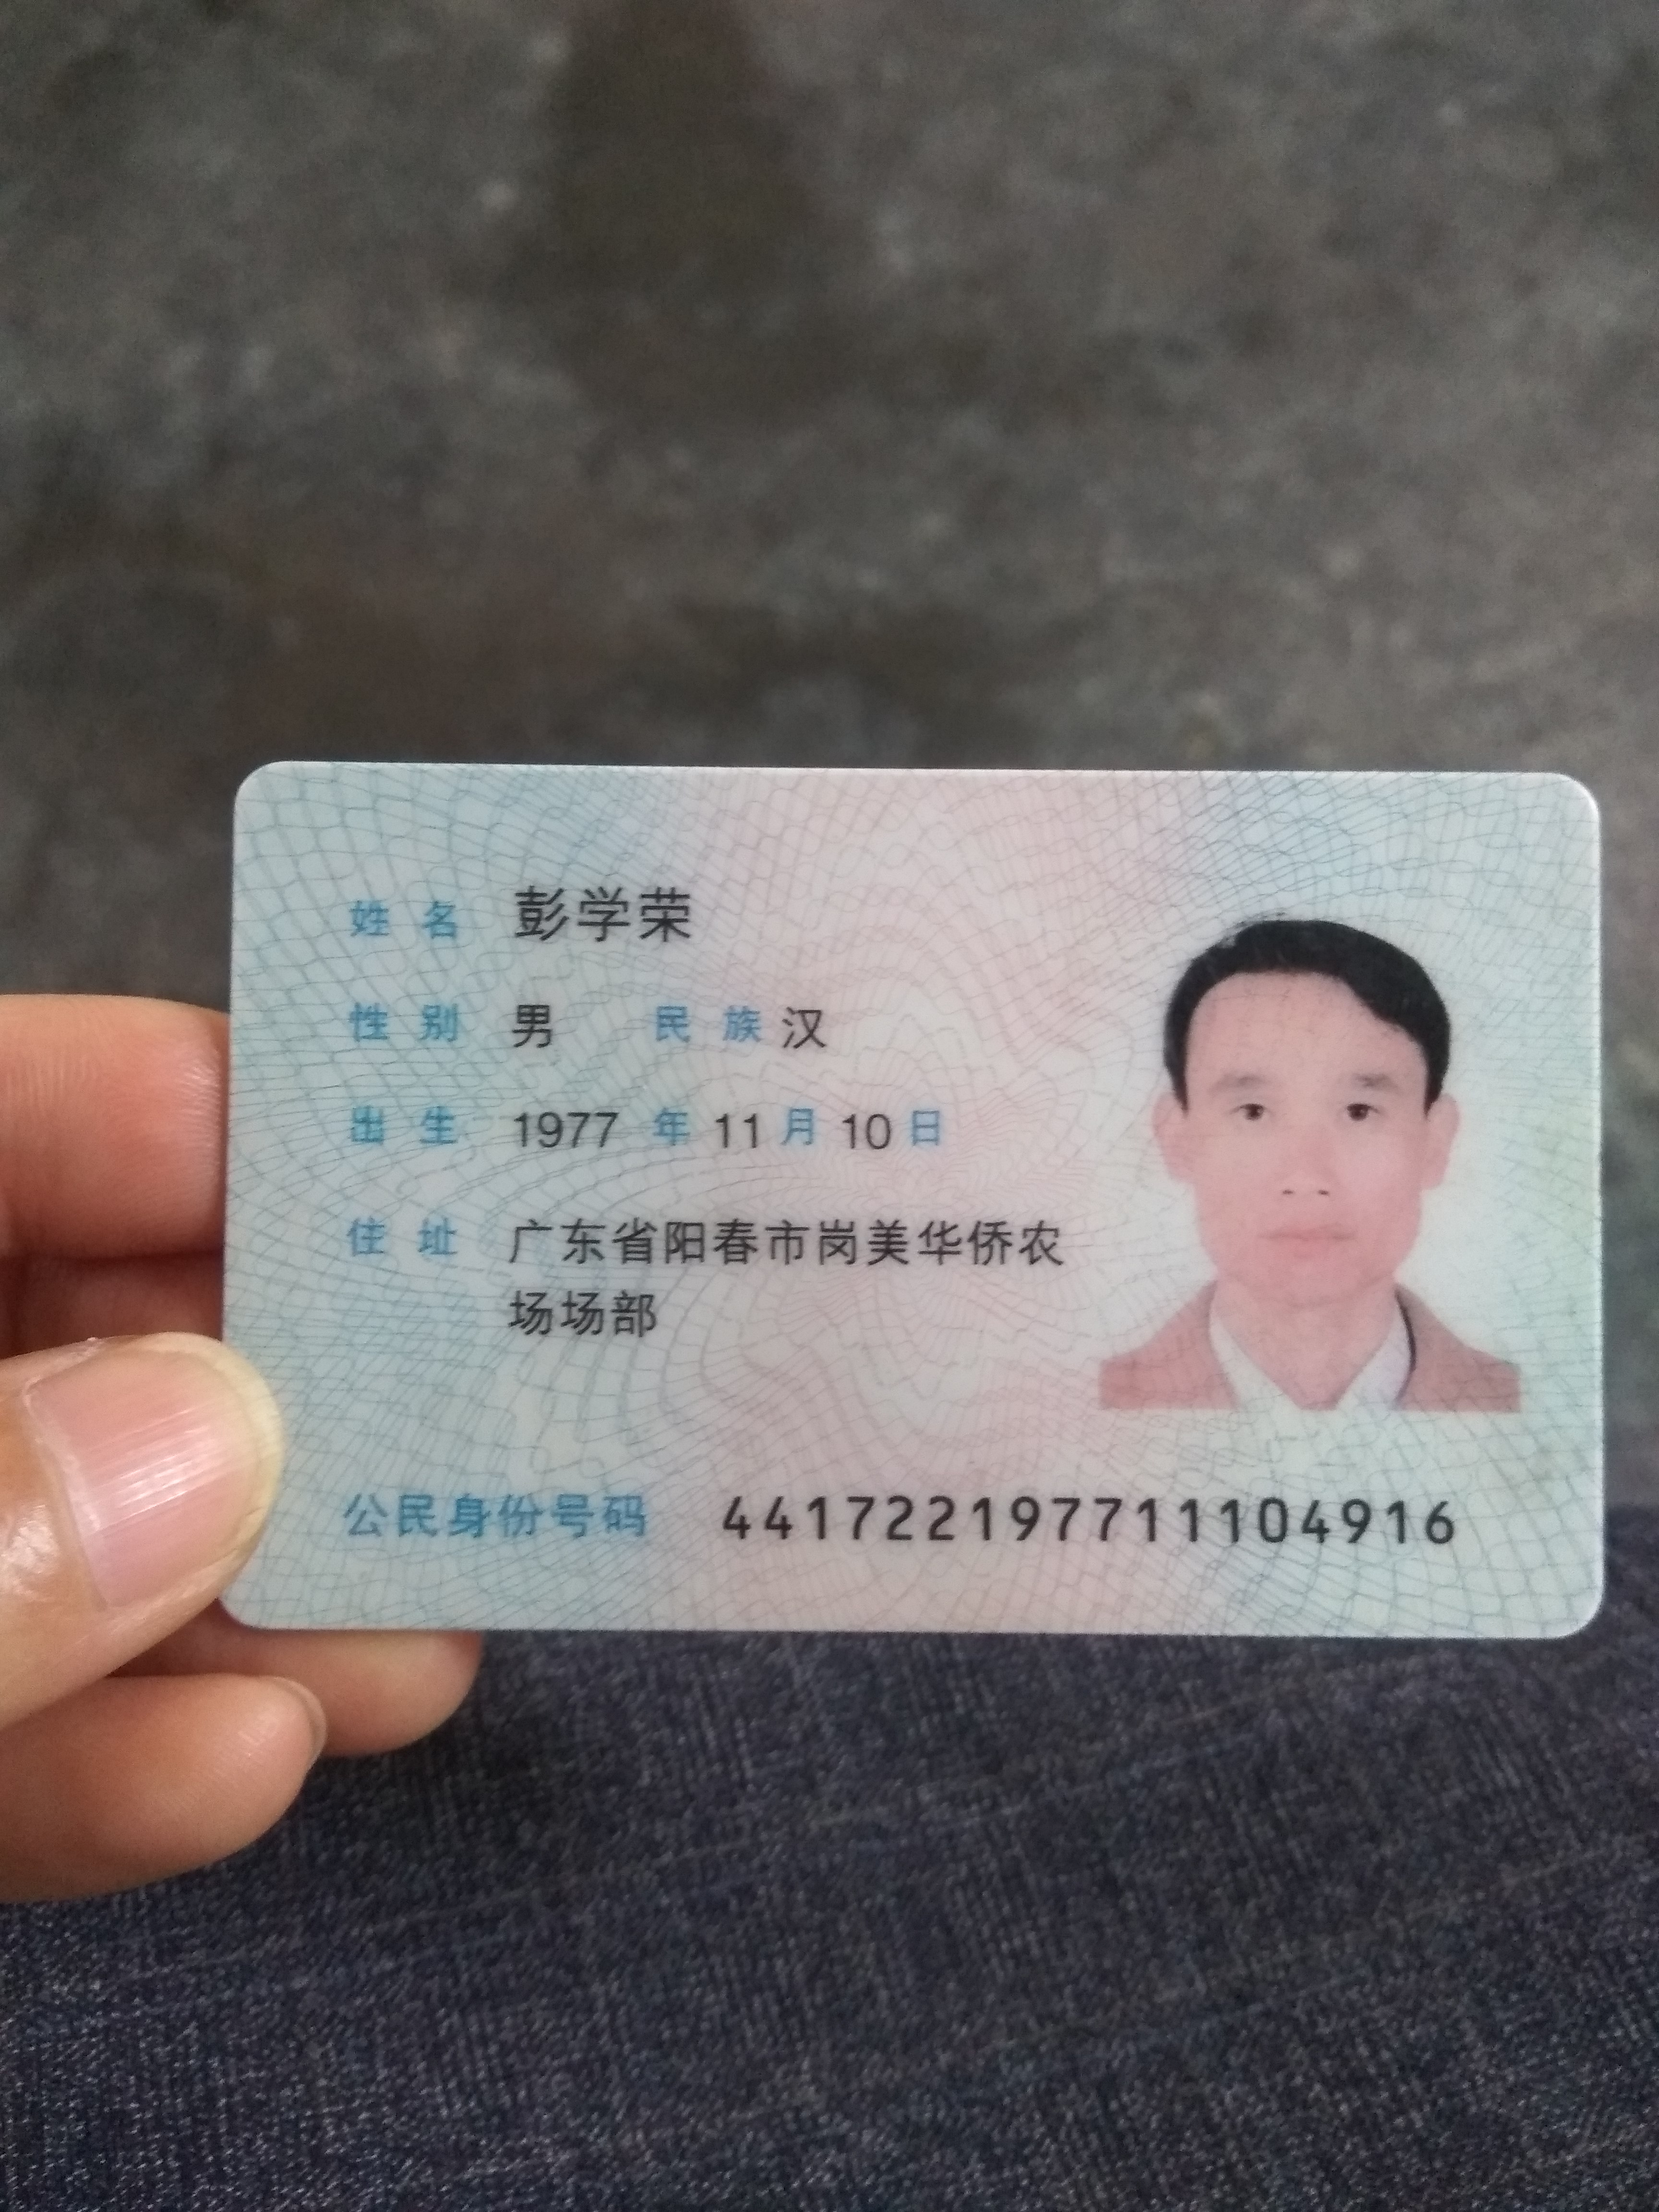 姓名 彭学荣
性别 男 民族 汉
出生 1977 年 11 月 10 日
住址 广东省阳春市岗美华侨农
场场部
公民身份号码 441722197711104916